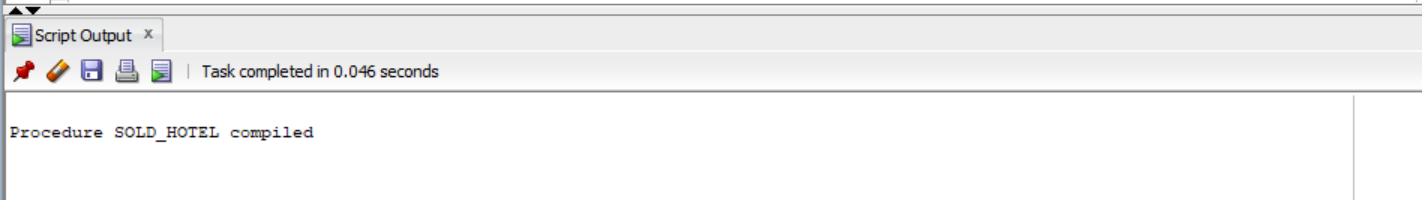 Script Output x
Task completed in 0.046 seconds
Procedure SOLD_HOTEL compiled